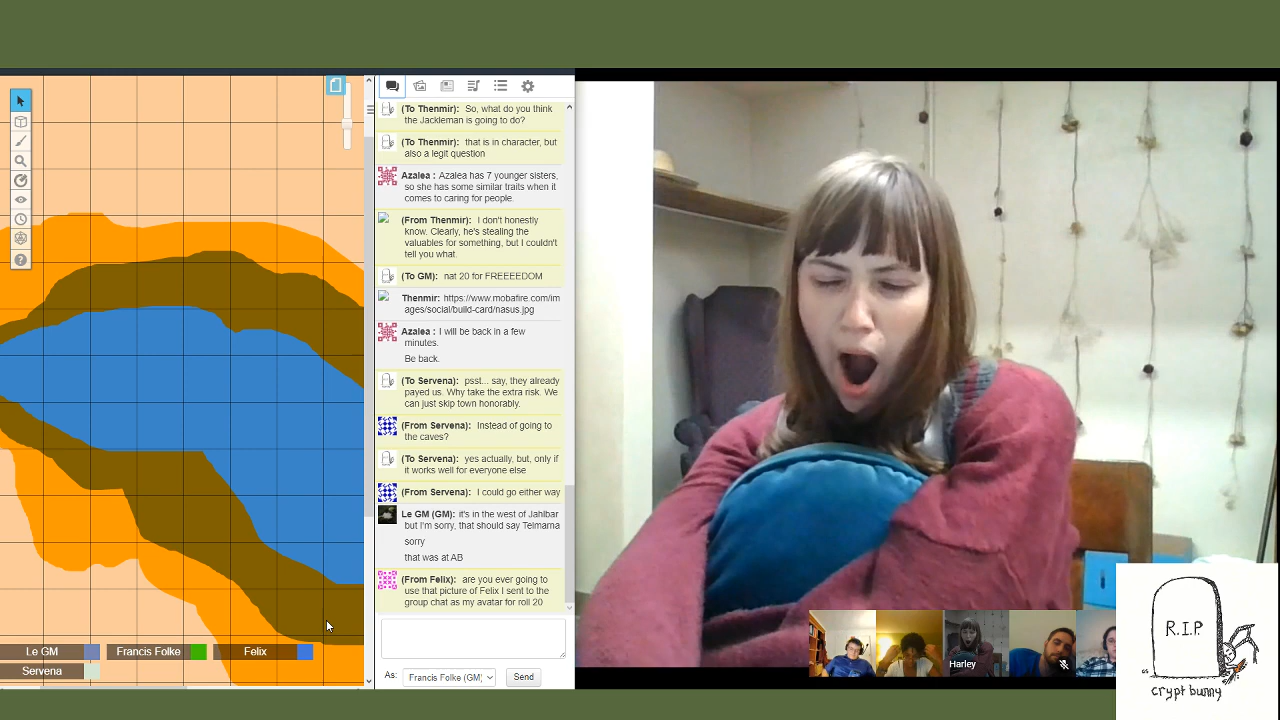 (To Thenmir): So, what do you think
the Jackleman is going to do?
(To Thenmir): that is in character, but
also a legit question
Azalea : Azalea has 7 younger sisters,
so she has some similar traits when it
comes to caring for people.
(From Thenmir): I don't honestly
know. Clearly, he's stealing the
valuables for something, but I couldn't
tell you what.
(To GM): nat 20 for FREEEEDOM
Thenmir: https://www.mobafire.com/im
ages/social/build-card/nasus.jpg
Azalea : I will be back in a few
minutes.
Be back.
(To Servena): psst... say, they already
payed us. Why take the extra risk. We
can just skip town honorably.
(From Servena): Instead of going to
the caves?
(To Servena): yes actually, but, only if
it works well for everyone else
(From Servena): I could go either way
Le GM (GM): it's in the west of Jahlbar
but I'm sorry, that should say Telmarna
sorry
that was at AB
(From Felix): are you ever going to
use that picture of Felix I sent to the
group chat as my avatar for roll 20
As: Francis Folke (GM) Send
Le GM Francis Folke Felix
Servena
Harley
R.I.P.
crypt bunny